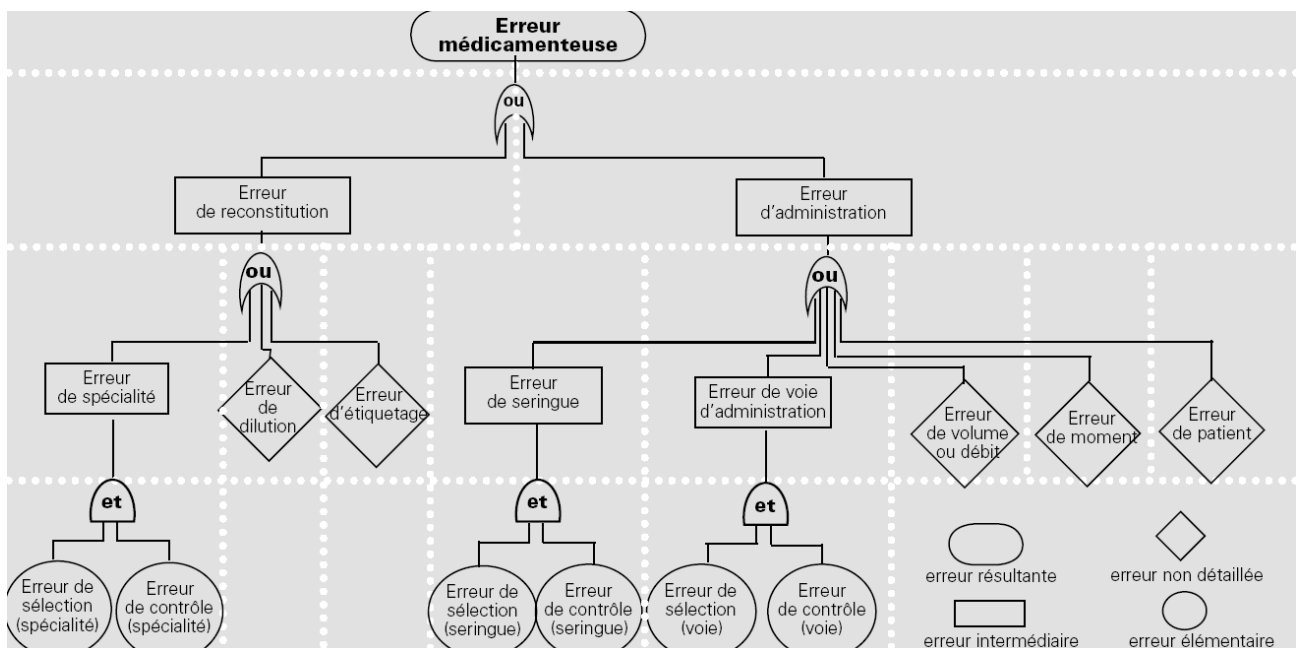 Erreur
médicamenteuse
ou
Erreur
de reconstitution
Erreur
d'administration
ou
ou
Erreur
de spécialité
Erreur
de
dilution
Erreur
d'étiquetage
Erreur
de seringue
Erreur de voie
d'administration
Erreur
de volume
ou débit
Erreur
de moment
Erreur
de patient
et
et
et
Erreur de
sélection
(spécialité)
Erreur
de contrôle
(spécialité)
Erreur de
sélection
(seringue)
Erreur
de contrôle
(seringue)
Erreur de
sélection
(voie)
Erreur
de contrôle
(voie)
erreur résultante
erreur non détaillée
erreur intermédiaire
erreur élémentaire